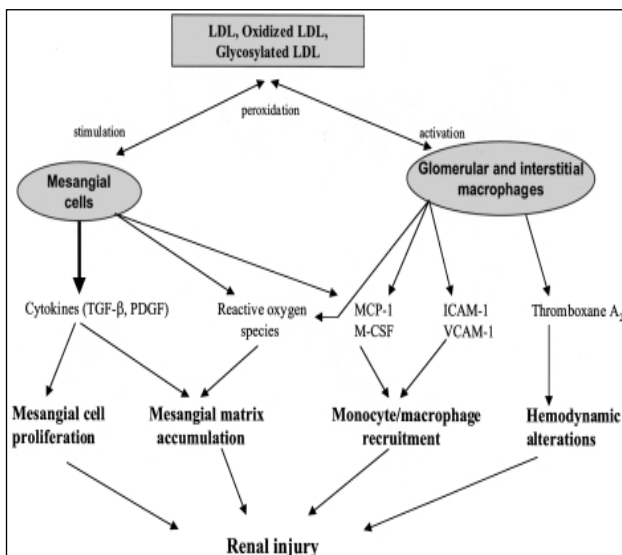 LDL, Oxidized LDL,
Glycosylated LDL
peroxidation
stimulation
activation
Mesangial
cells
Glomerular and interstitial
macrophages
Cytokines (TGF-β, PDGF)
Reactive oxygen
species
MCP-1
M-CSF
ICAM-1
VCAM-1
Thromboxane A₂
Mesangial cell
proliferation
Mesangial matrix
accumulation
Monocyte/macrophage
recruitment
Hemodynamic
alterations
Renal injury